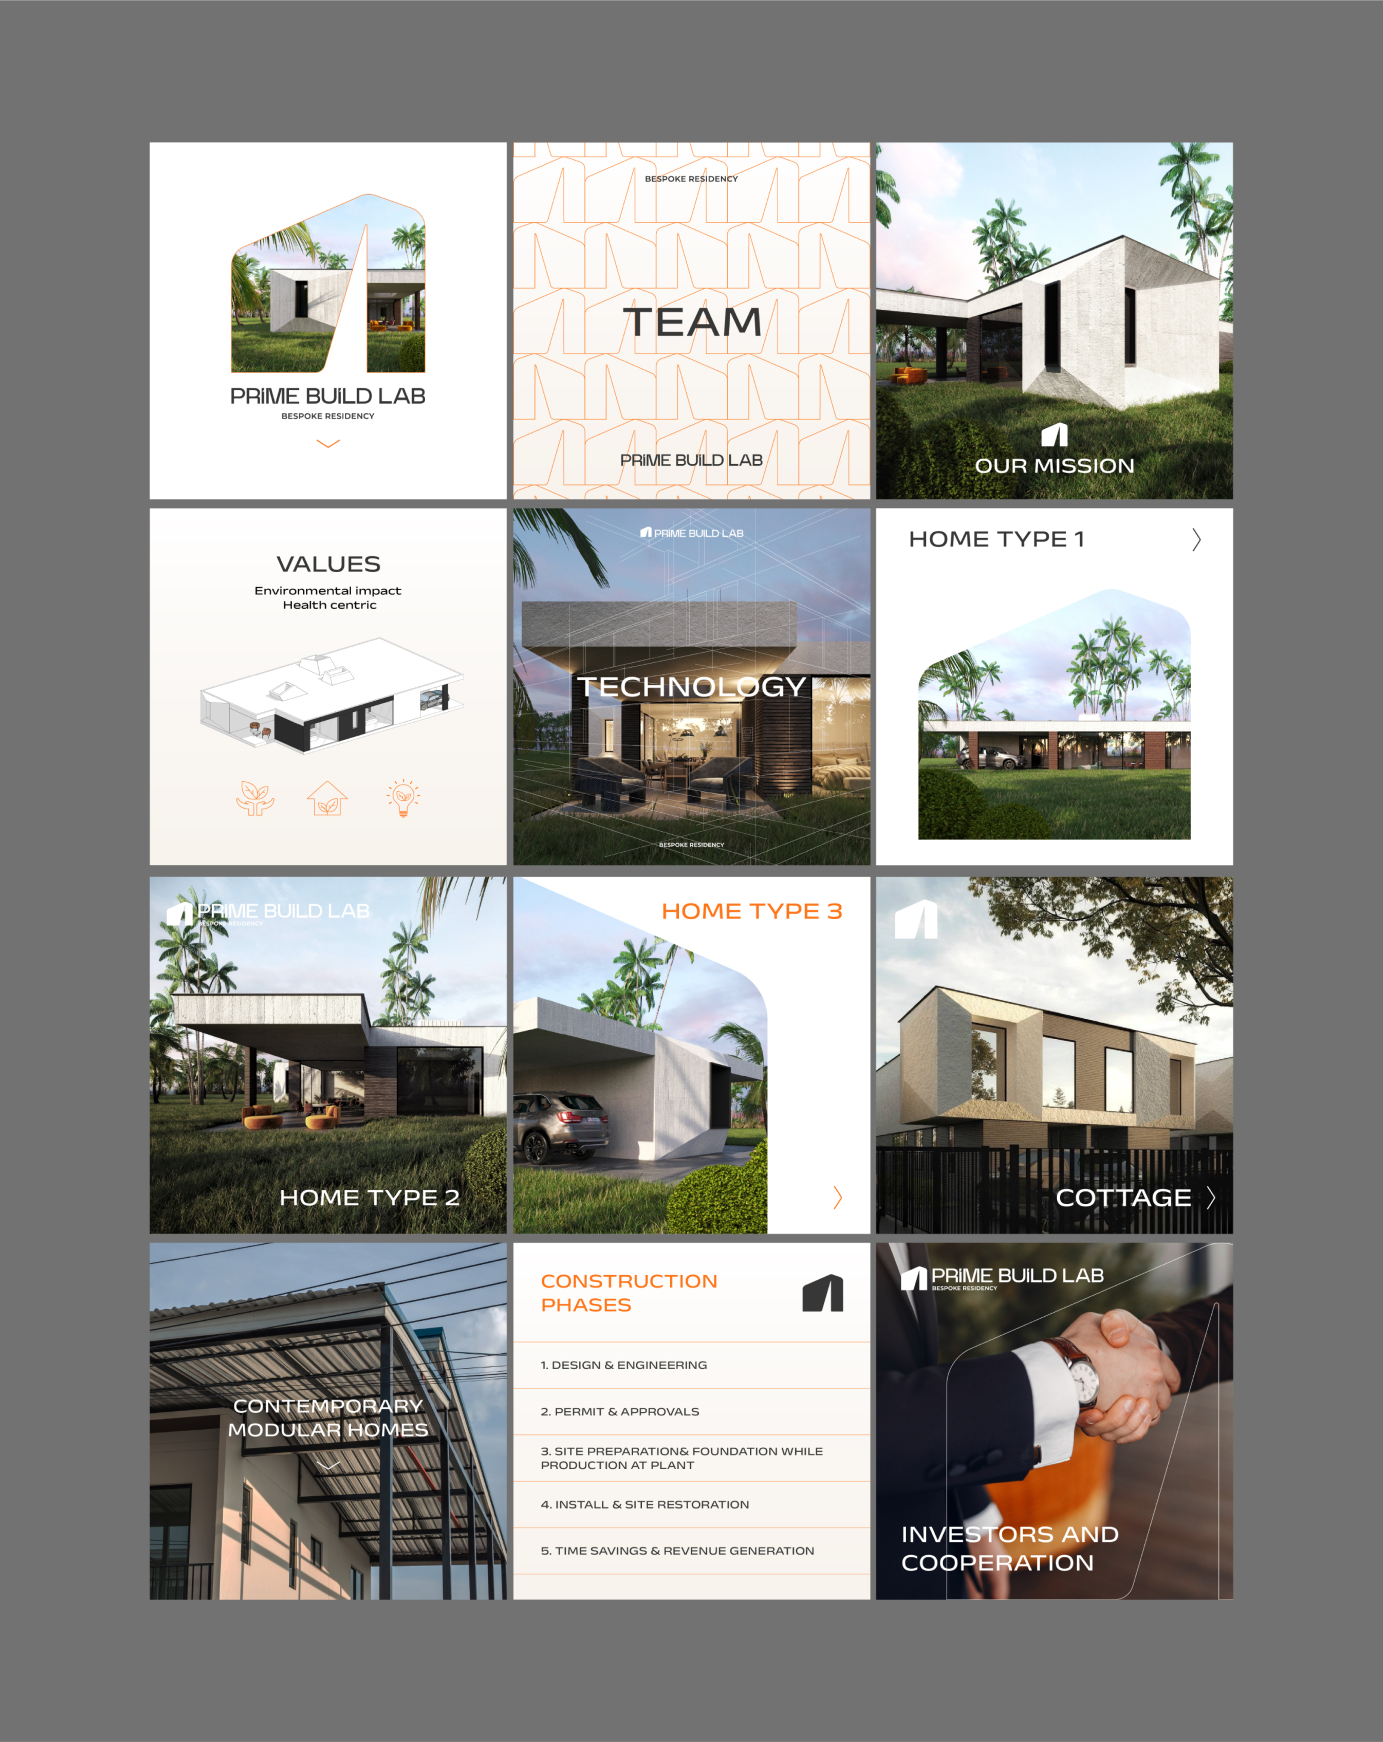 PRiME BUiLD LAB
BESPOKE RESIDENCY
BESPOKE RESIDENCY
TEAM
PRiME BUiLD LAB
OUR MISSION
VALUES
Environmental impact
Health centric
PRiME BUiLD LAB
TECHNOLOGY
BESPOKE RESIDENCY
HOME TYPE 1
PRiME BUiLD LAB
BESPOKE RESIDENCY
HOME TYPE 2
HOME TYPE 3
COTTAGE
CONTEMPORARY
MODULAR HOMES
CONSTRUCTION
PHASES
1. DESIGN & ENGINEERING
2. PERMIT & APPROVALS
3. SITE PREPARATION& FOUNDATION WHILE
PRODUCTION AT PLANT
4. INSTALL & SITE RESTORATION
5. TIME SAVINGS & REVENUE GENERATION
PRiME BUiLD LAB
BESPOKE RESIDENCY
INVESTORS AND
COOPERATION